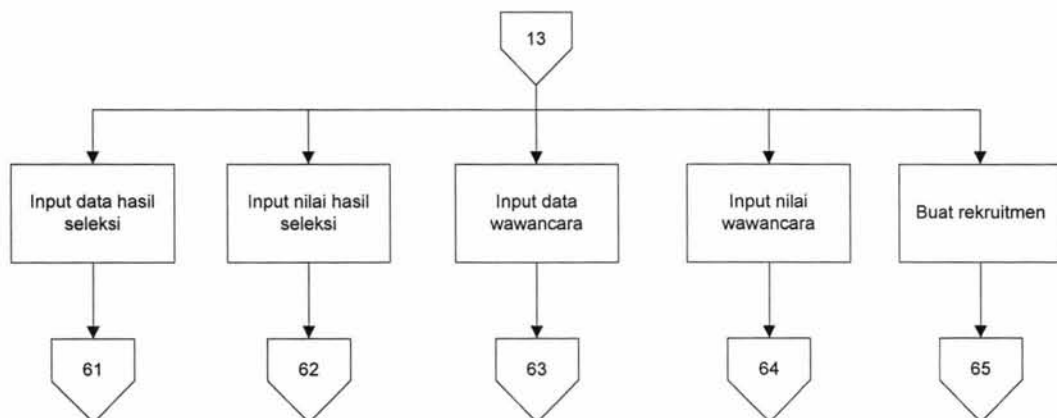 13
Input data hasil
seleksi
Input nilai hasil
seleksi
Input data
wawancara
Input nilai
wawancara
Buat rekruitmen
61
62
63
64
65